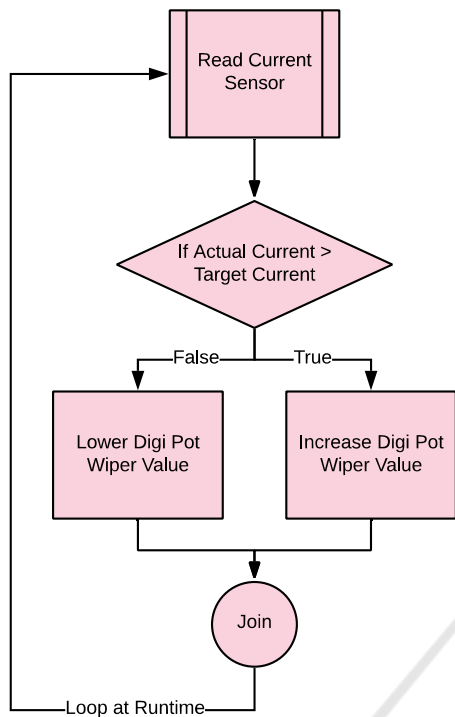 Read Current
Sensor
If Actual Current >
Target Current
False
True
Lower Digi Pot
Wiper Value
Increase Digi Pot
Wiper Value
Join
Loop at Runtime